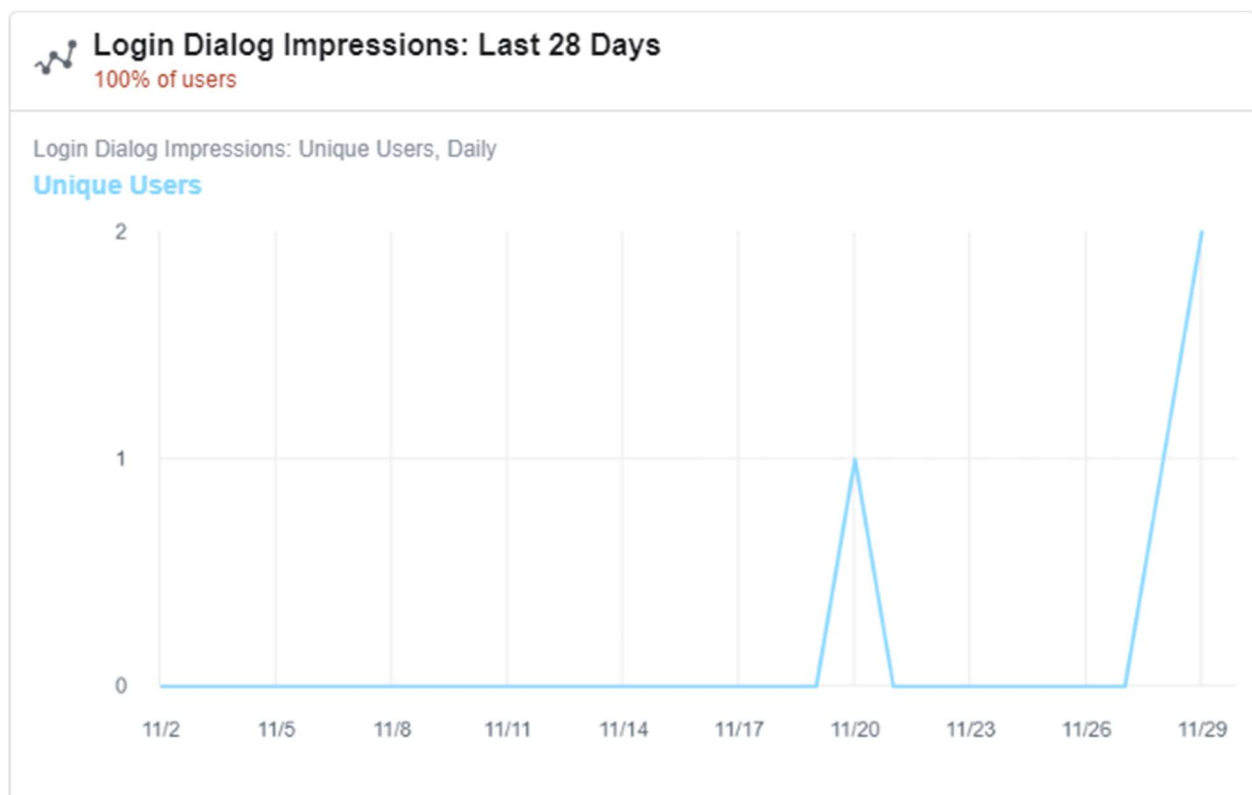 Login Dialog Impressions: Last 28 Days
100% of users
Login Dialog Impressions: Unique Users, Daily
Unique Users
2
1
0
11/2 11/5 11/8 11/11 11/14 11/17 11/20 11/23 11/26 11/29